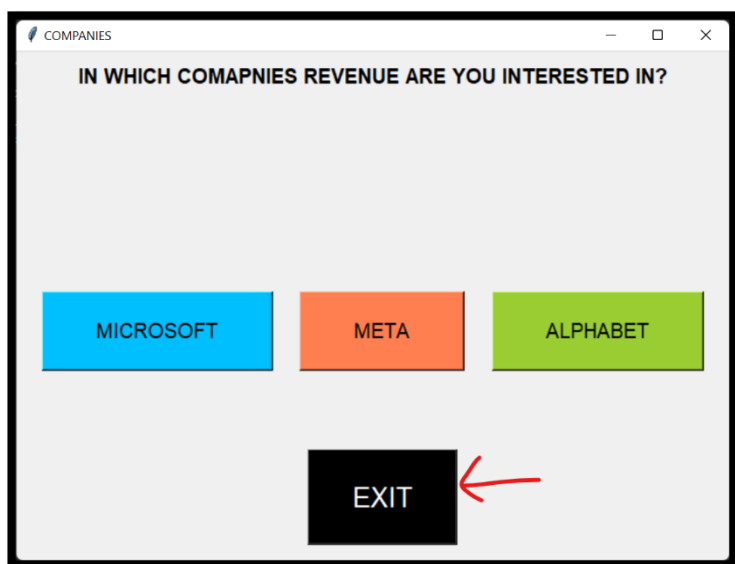 COMPANIES
IN WHICH COMAPNIES REVENUE ARE YOU INTERESTED IN?
MICROSOFT META ALPHABET
EXIT